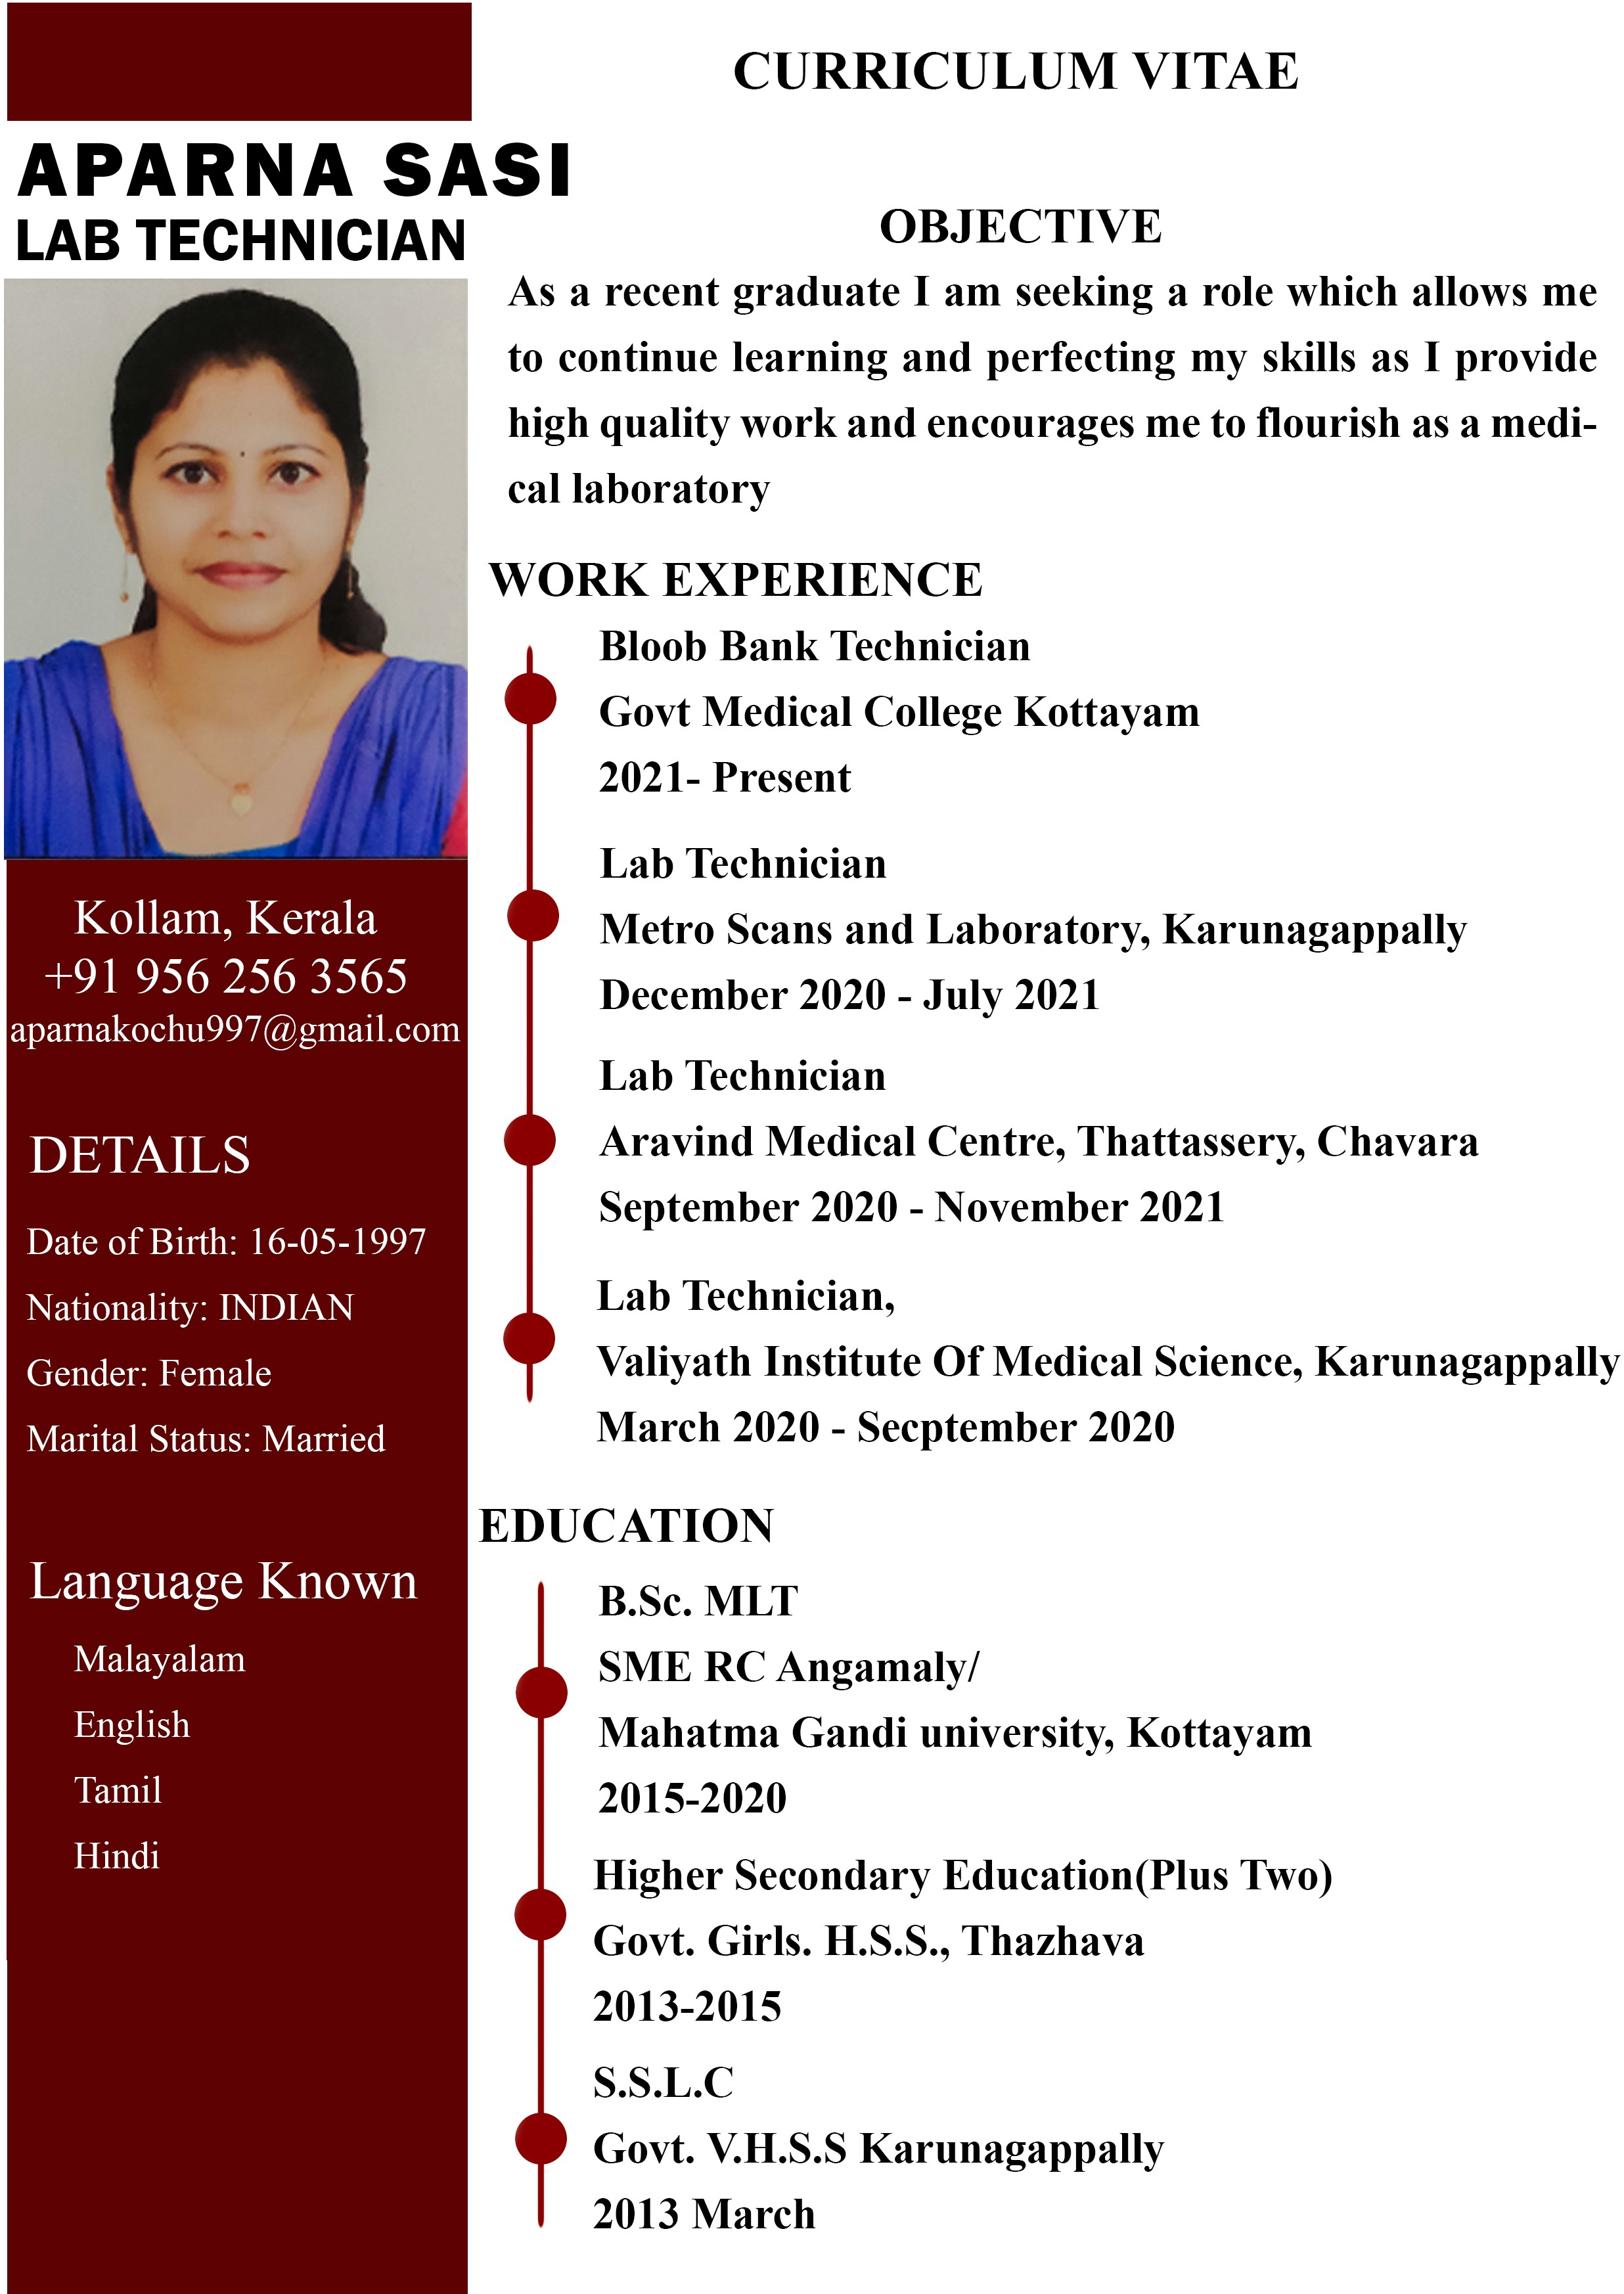 CURRICULUM VITAE
APARNA SASI
LAB TECHNICIAN
Kollam, Kerala
+91 956 256 3565
aparnakochu997@gmail.com
DETAILS
Date of Birth: 16-05-1997
Nationality: INDIAN
Gender: Female
Marital Status: Married
Language Known
Malayalam
English
Tamil
Hindi
OBJECTIVE
As a recent graduate I am seeking a role which allows me
to continue learning and perfecting my skills as I provide
high quality work and encourages me to flourish as a medi-
cal laboratory
WORK EXPERIENCE
Bloob Bank Technician
Govt Medical College Kottayam
2021- Present
Lab Technician
Metro Scans and Laboratory, Karunagappally
December 2020 - July 2021
Lab Technician
Aravind Medical Centre, Thattassery, Chavara
September 2020 - November 2021
Lab Technician,
Valiyath Institute Of Medical Science, Karunagappally
March 2020 - Secptember 2020
EDUCATION
B.Sc. MLT
SME RC Angamaly/
Mahatma Gandi university, Kottayam
2015-2020
Higher Secondary Education(Plus Two)
Govt. Girls. H.S.S., Thazhava
2013-2015
S.S.L.C
Govt. V.H.S.S Karunagappally
2013 March